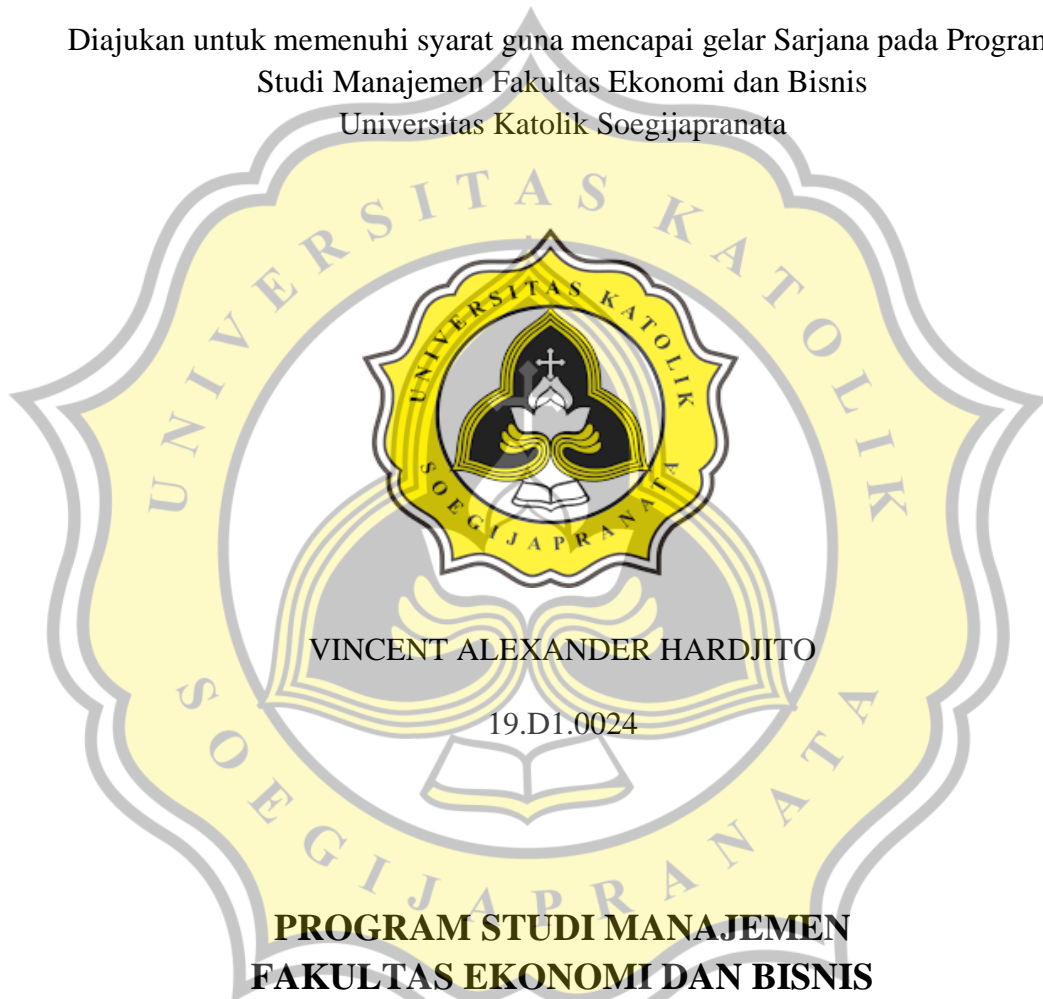 Diajukan untuk memenuhi syarat guna mencapai gelar Sarjana pada Program
Studi Manajemen Fakultas Ekonomi dan Bisnis
Universitas Katolik Soegijapranata
UNIVERSITAS KATOLIK
SOEGIJAPRANATA
UNIVERSITAS KATOLIK
SOEGIJAPRANATA
VINCENT ALEXANDER HARDJITO
19.D1.0024
PROGRAM STUDI MANAJEMEN
FAKULTAS EKONOMI DAN BISNIS